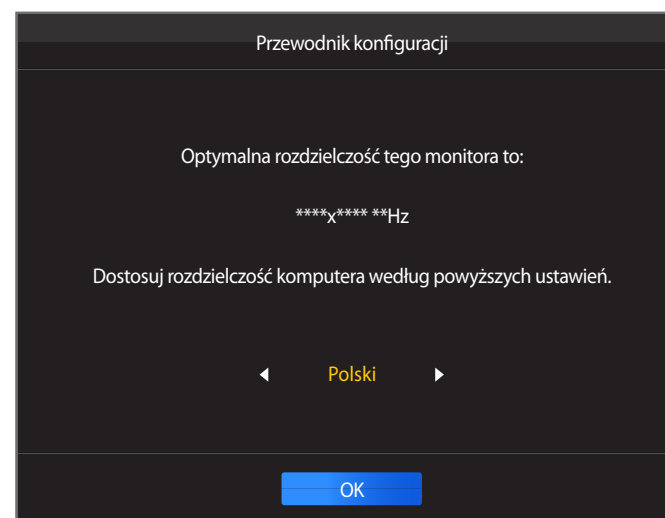 Przewodnik konfiguracji
Optymalna rozdzielczość tego monitora to:
****x**** **Hz
Dostosuj rozdzielczość komputera według powyższych ustawień.
Polski
OK